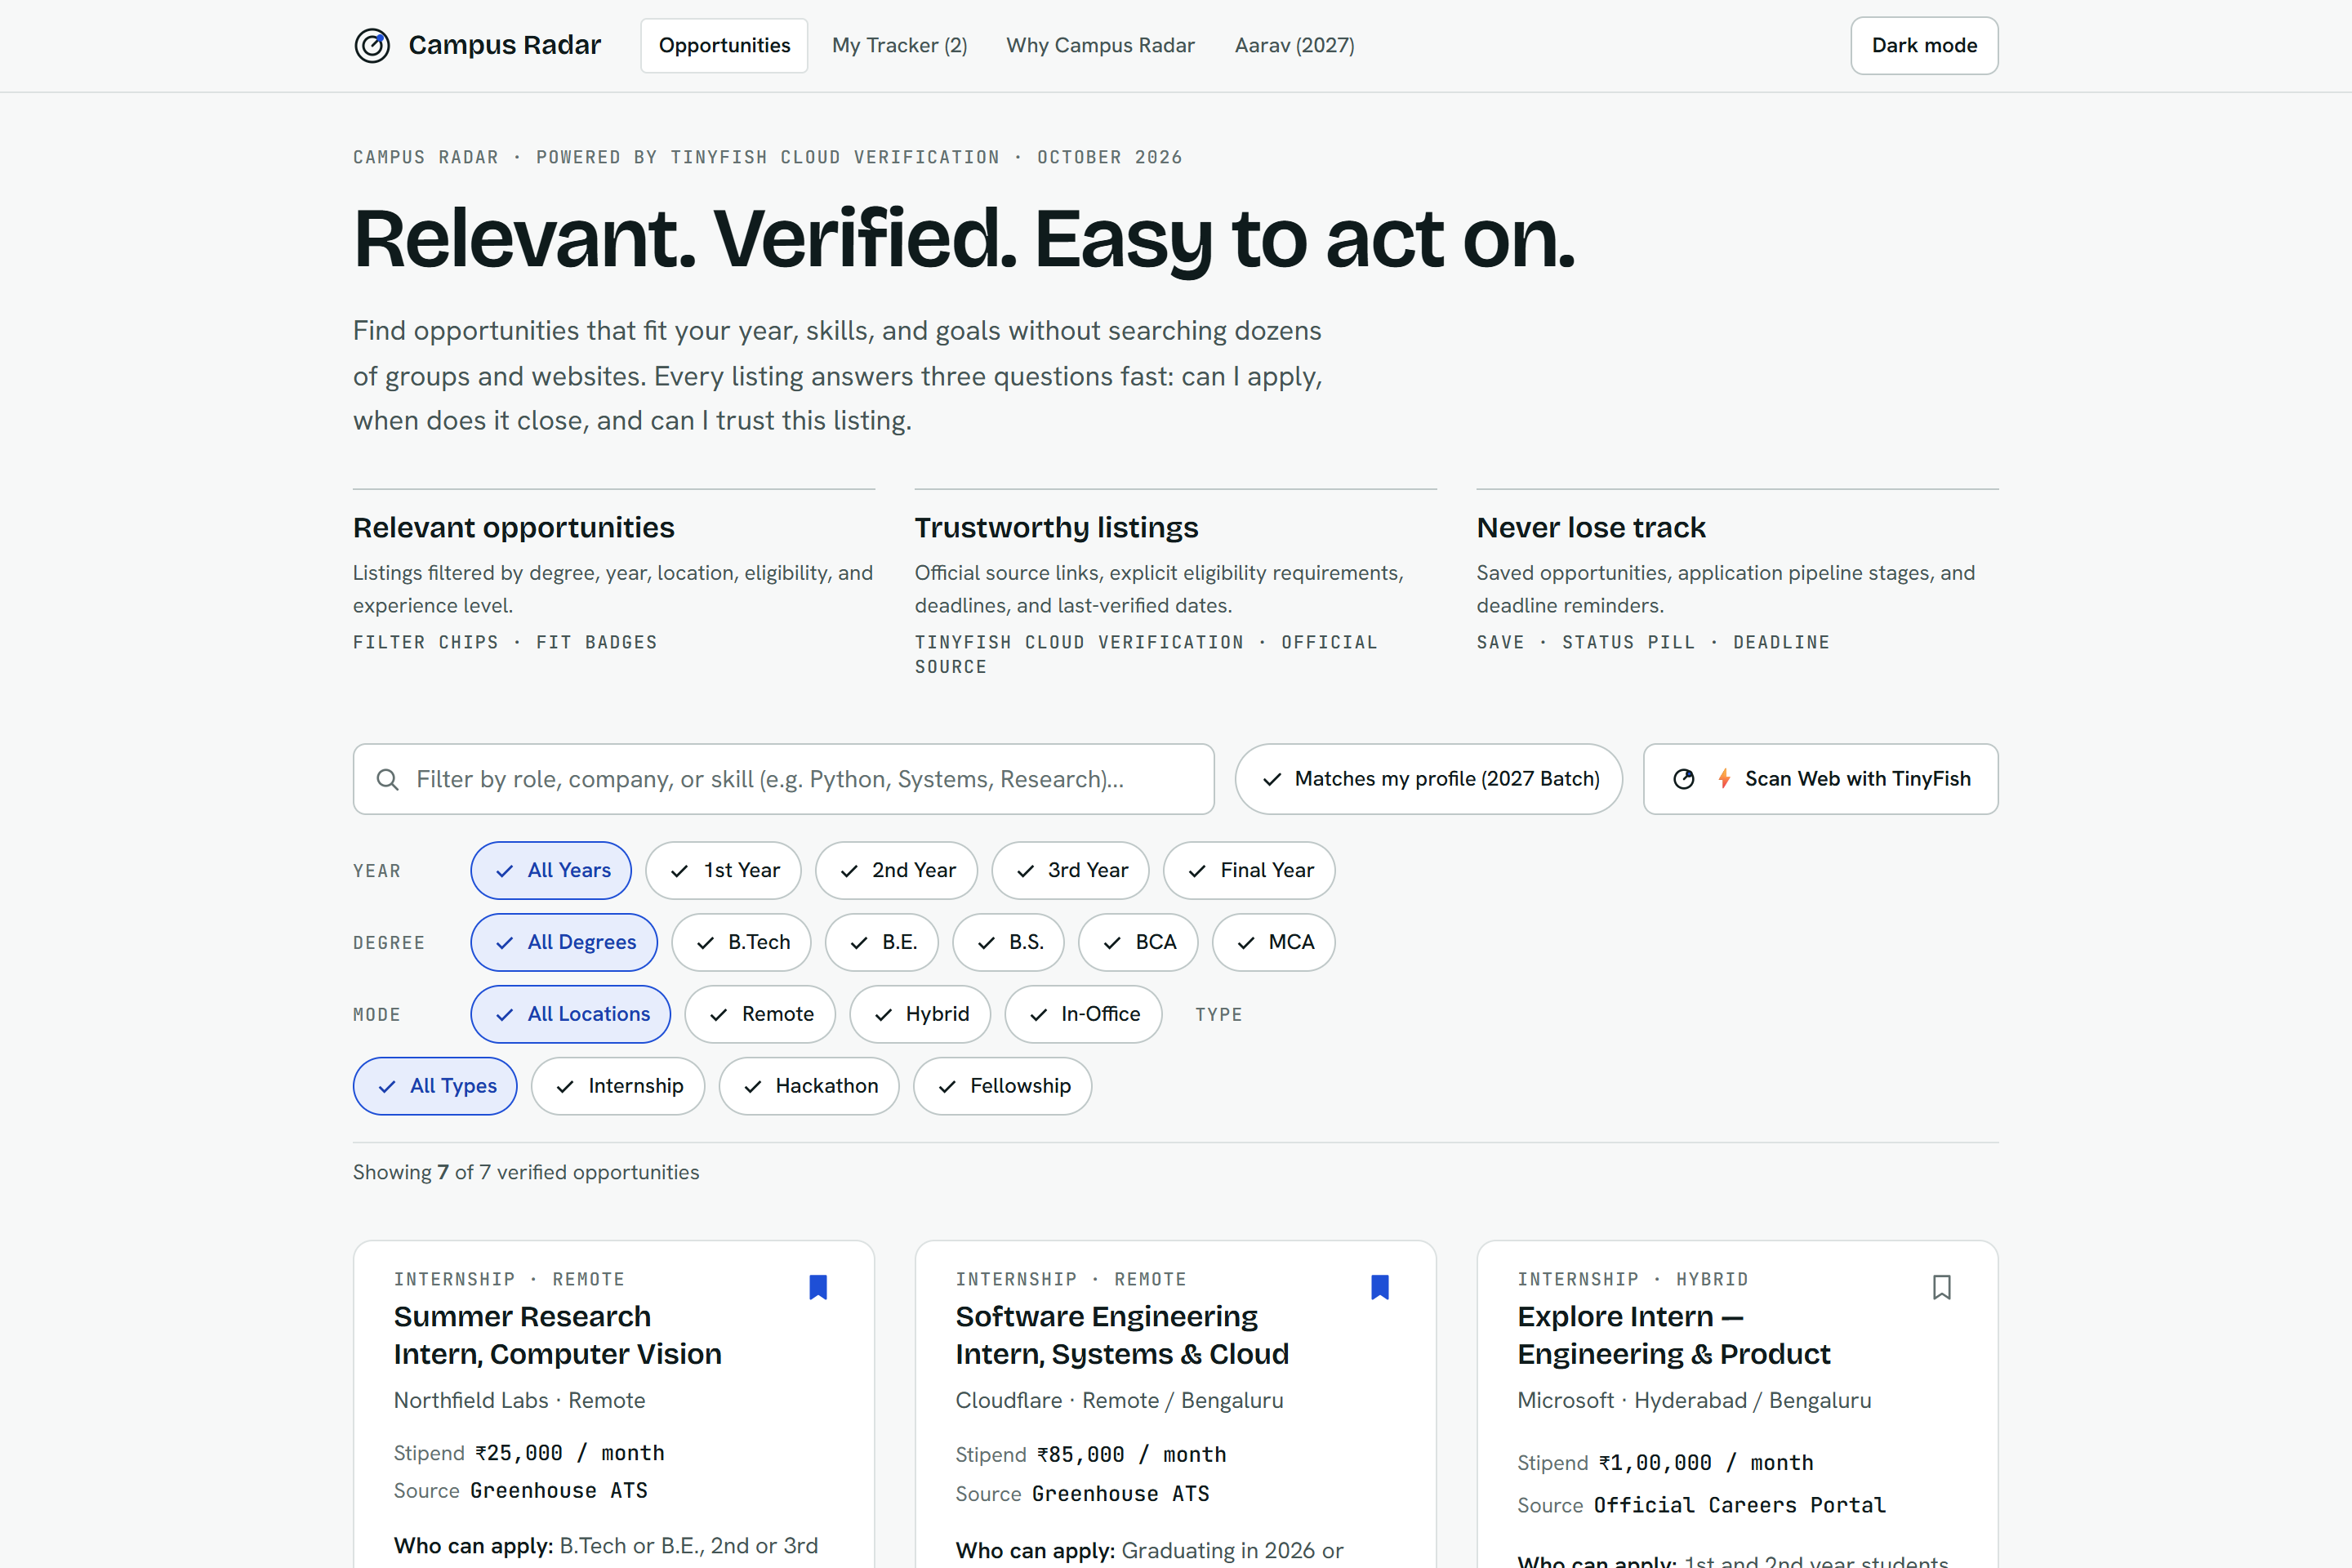 Campus Radar
Opportunities
My Tracker (2)
Why Campus Radar
Aarav (2027)
Dark mode
CAMPUS RADAR · POWERED BY TINYFISH CLOUD VERIFICATION · OCTOBER 2026
Relevant. Verified. Easy to act on.
Find opportunities that fit your year, skills, and goals without searching dozens
of groups and websites. Every listing answers three questions fast: can I apply,
when does it close, and can I trust this listing.
Relevant opportunities
Listings filtered by degree, year, location, eligibility, and
experience level.
FILTER CHIPS · FIT BADGES
Trustworthy listings
Official source links, explicit eligibility requirements,
deadlines, and last-verified dates.
TINYFISH CLOUD VERIFICATION · OFFICIAL
SOURCE
Never lose track
Saved opportunities, application pipeline stages, and
deadline reminders.
SAVE · STATUS PILL · DEADLINE
Filter by role, company, or skill (e.g. Python, Systems, Research)...
Matches my profile (2027 Batch)
Scan Web with TinyFish
YEAR
All Years
1st Year
2nd Year
3rd Year
Final Year
DEGREE
All Degrees
B.Tech
B.E.
B.S.
BCA
MCA
MODE
All Locations
Remote
Hybrid
In-Office
TYPE
All Types
Internship
Hackathon
Fellowship
Showing 7 of 7 verified opportunities
INTERNSHIP · REMOTE
Summer Research
Intern, Computer Vision
Northfield Labs · Remote
Stipend ₹25,000 / month
Source Greenhouse ATS
Who can apply: B.Tech or B.E., 2nd or 3rd
INTERNSHIP · REMOTE
Software Engineering
Intern, Systems & Cloud
Cloudflare · Remote / Bengaluru
Stipend ₹85,000 / month
Source Greenhouse ATS
Who can apply: Graduating in 2026 or
INTERNSHIP · HYBRID
Explore Intern —
Engineering & Product
Microsoft · Hyderabad / Bengaluru
Stipend ₹1,00,000 / month
Source Official Careers Portal
Who can apply: 1st and 2nd year students